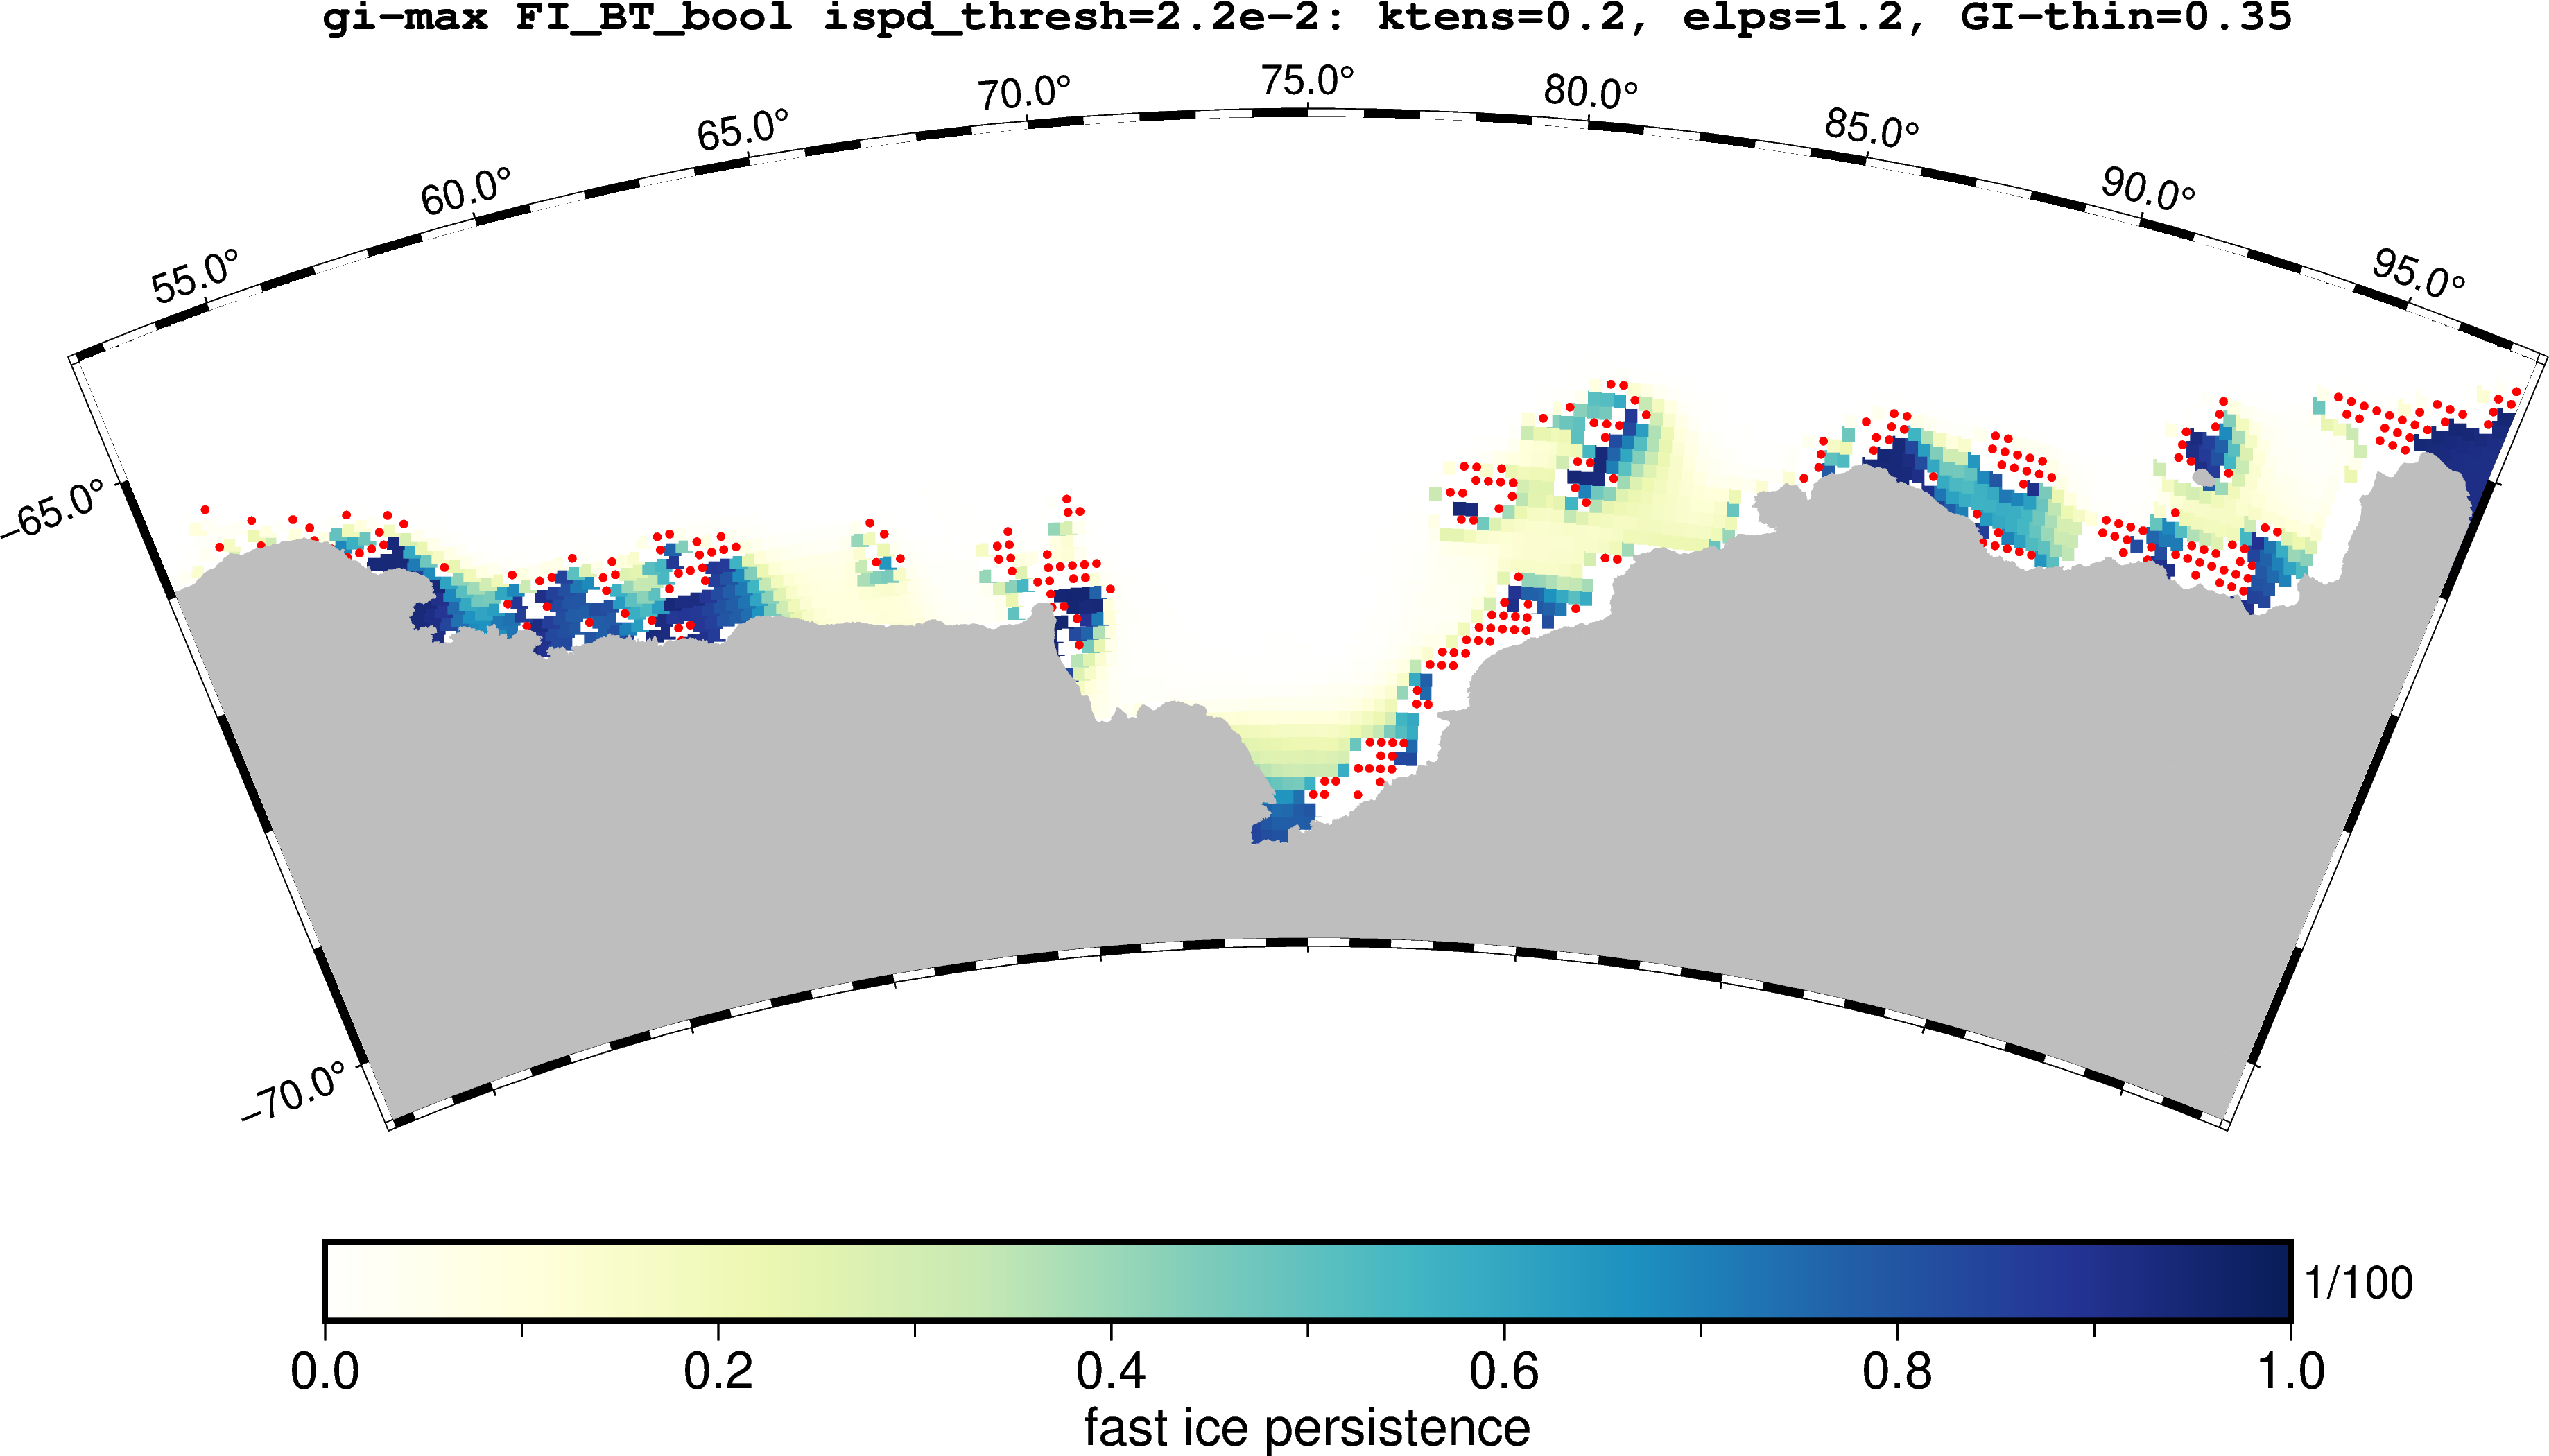 gi-max FI_BT_bool ispd_thresh=2.2e-2: ktens=0.2, elps=1.2, GI-thin=0.35
55.0° 60.0° 65.0° 70.0° 75.0° 80.0° 85.0° 90.0° 95.0°
−65.0°
−70.0°
1/100
0.0 0.2 0.4 0.6 0.8 1.0
fast ice persistence